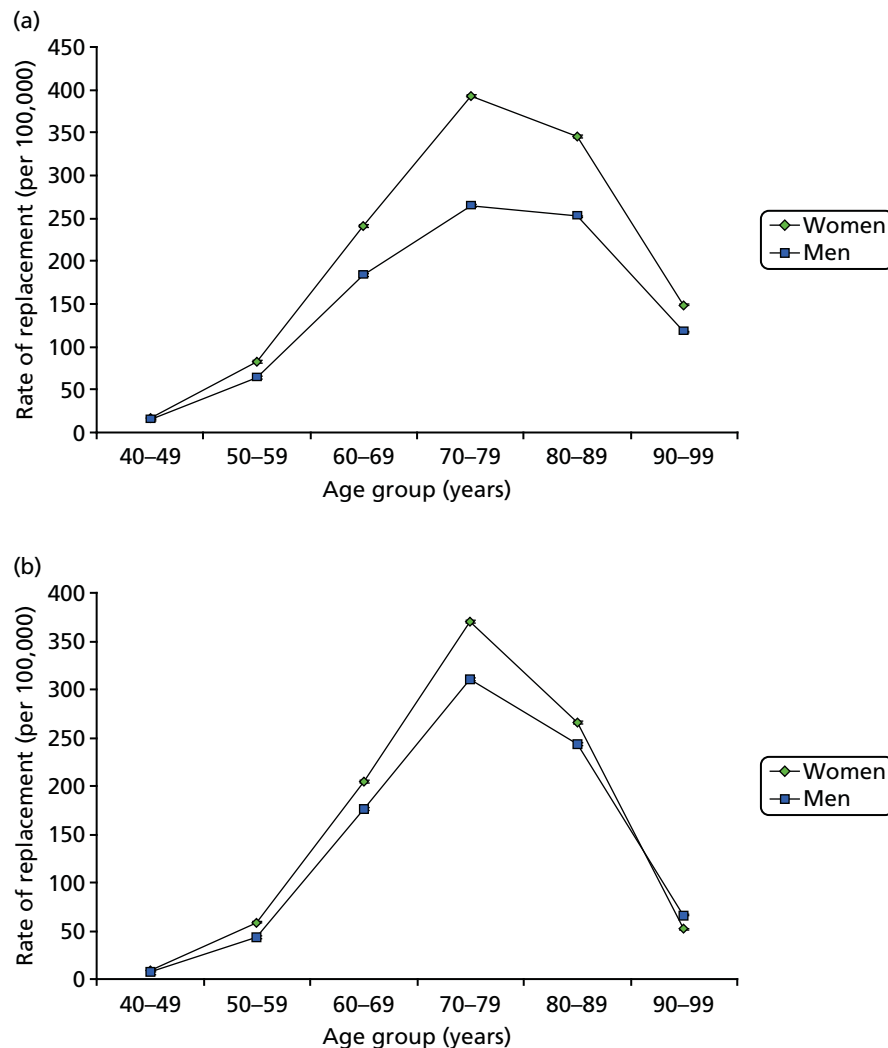 (a)
Rate of replacement (per 100,000)
450
400
350
300
250
200
150
100
50
0
40–49 50–59 60–69 70–79 80–89 90–99
Age group (years)
Women
Men
(b)
Rate of replacement (per 100,000)
400
350
300
250
200
150
100
50
0
40–49 50–59 60–69 70–79 80–89 90–99
Age group (years)
Women
Men